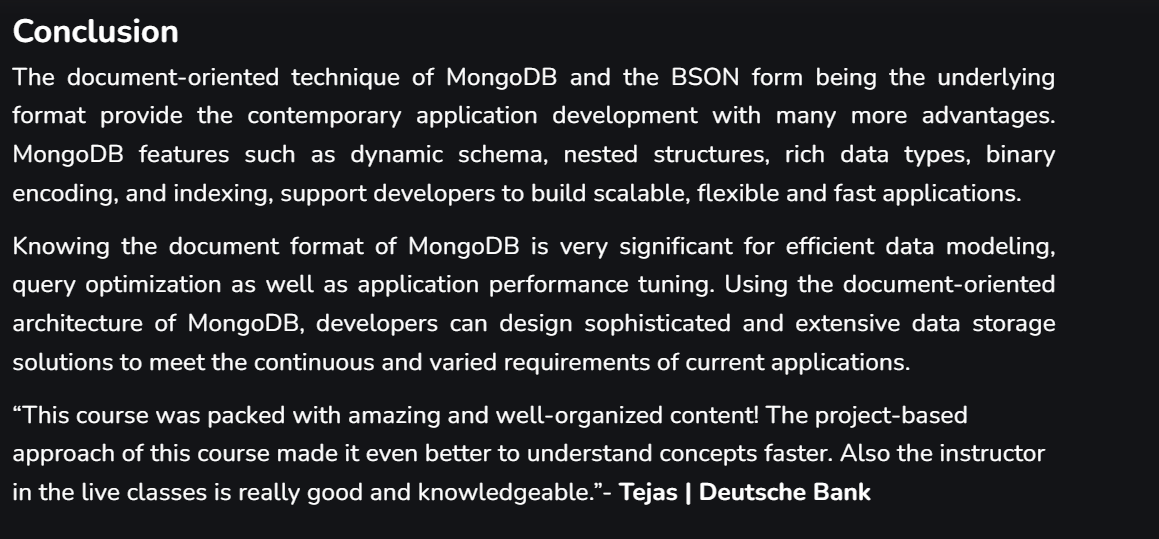 Conclusion
The document-oriented technique of MongoDB and the BSON form being the underlying
format provide the contemporary application development with many more advantages.
MongoDB features such as dynamic schema, nested structures, rich data types, binary
encoding, and indexing, support developers to build scalable, flexible and fast applications.
Knowing the document format of MongoDB is very significant for efficient data modeling,
query optimization as well as application performance tuning. Using the document-oriented
architecture of MongoDB, developers can design sophisticated and extensive data storage
solutions to meet the continuous and varied requirements of current applications.
“This course was packed with amazing and well-organized content! The project-based
approach of this course made it even better to understand concepts faster. Also the instructor
in the live classes is really good and knowledgeable.”- Tejas | Deutsche Bank